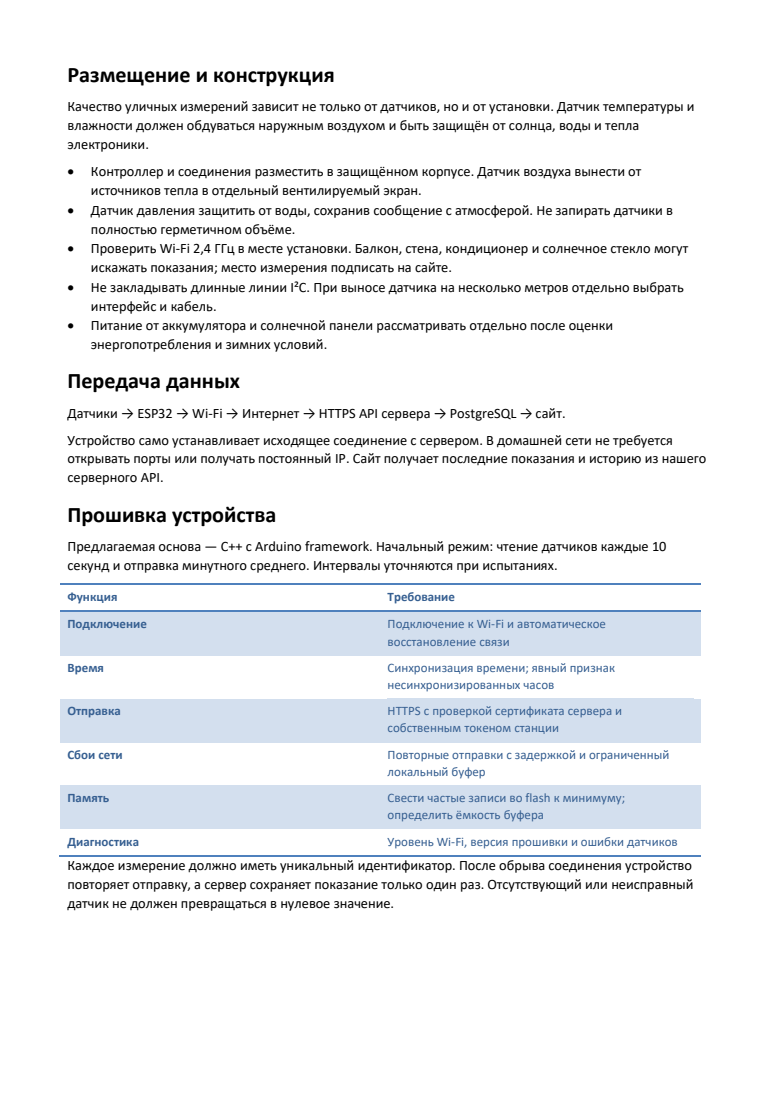 Размещение и конструкция
Качество уличных измерений зависит не только от датчиков, но и от установки. Датчик температуры и
влажности должен обдуваться наружным воздухом и быть защищён от солнца, воды и тепла
электроники.
• Контроллер и соединения разместить в защищённом корпусе. Датчик воздуха вынести от
источников тепла в отдельный вентилируемый экран.
• Датчик давления защитить от воды, сохранив сообщение с атмосферой. Не запирать датчики в
полностью герметичном объёме.
• Проверить Wi-Fi 2,4 ГГц в месте установки. Балкон, стена, кондиционер и солнечное стекло могут
искажать показания; место измерения подписать на сайте.
• Не закладывать длинные линии I²C. При выносе датчика на несколько метров отдельно выбрать
интерфейс и кабель.
• Питание от аккумулятора и солнечной панели рассматривать отдельно после оценки
энергопотребления и зимних условий.
Передача данных
Датчики → ESP32 → Wi-Fi → Интернет → HTTPS API сервера → PostgreSQL → сайт.
Устройство само устанавливает исходящее соединение с сервером. В домашней сети не требуется
открывать порты или получать постоянный IP. Сайт получает последние показания и историю из нашего
серверного API.
Прошивка устройства
Предлагаемая основа — C++ с Arduino framework. Начальный режим: чтение датчиков каждые 10
секунд и отправка минутного среднего. Интервалы уточняются при испытаниях.
Функция Требование
Подключение Подключение к Wi-Fi и автоматическое
восстановление связи
Время Синхронизация времени; явный признак
несинхронизированных часов
Отправка HTTPS с проверкой сертификата сервера и
собственным токеном станции
Сбои сети Повторные отправки с задержкой и ограниченный
локальный буфер
Память Свести частые записи во flash к минимуму;
определить ёмкость буфера
Диагностика Уровень Wi-Fi, версия прошивки и ошибки датчиков
Каждое измерение должно иметь уникальный идентификатор. После обрыва соединения устройство
повторяет отправку, а сервер сохраняет показание только один раз. Отсутствующий или неисправный
датчик не должен превращаться в нулевое значение.